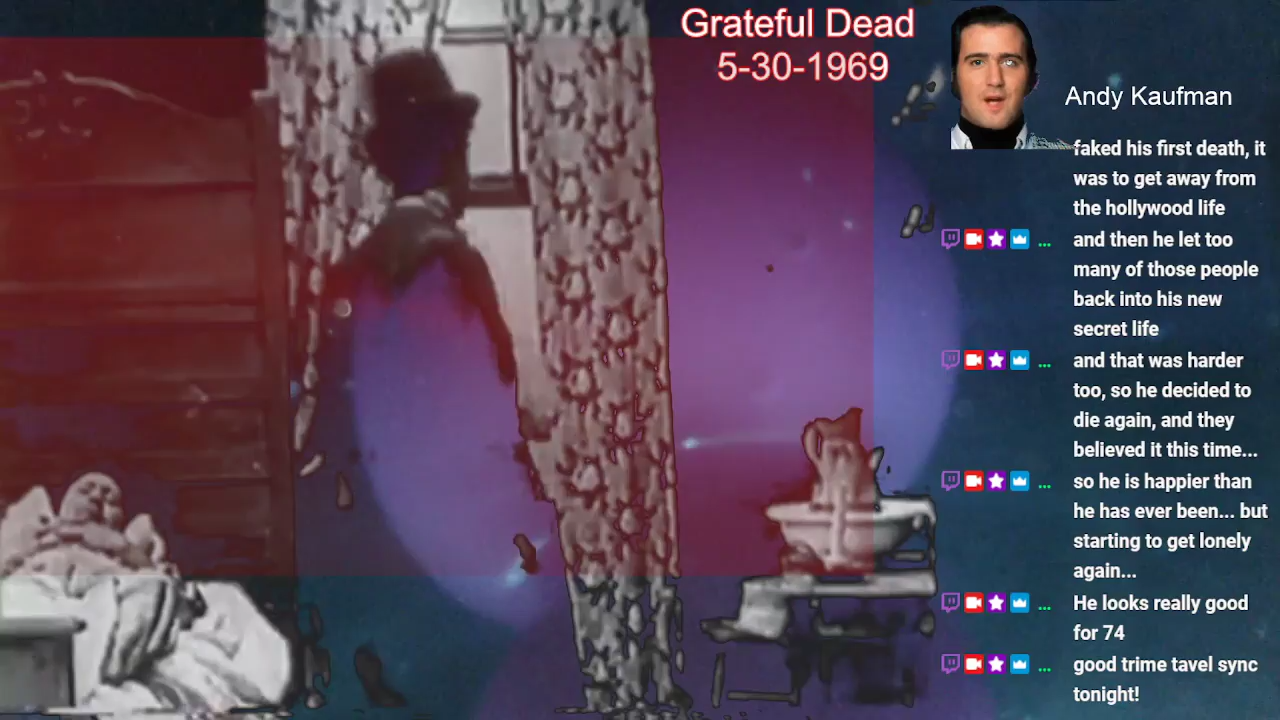 Grateful Dead
5-30-1969
Andy Kaufman
faked his first death, it
was to get away from
the hollywood life
... and then he let too
many of those people
back into his new
secret life
... and that was harder
too, so he decided to
die again, and they
believed it this time...
... so he is happier than
he has ever been... but
starting to get lonely
again...
... He looks really good
for 74
... good trime tavel sync
tonight!